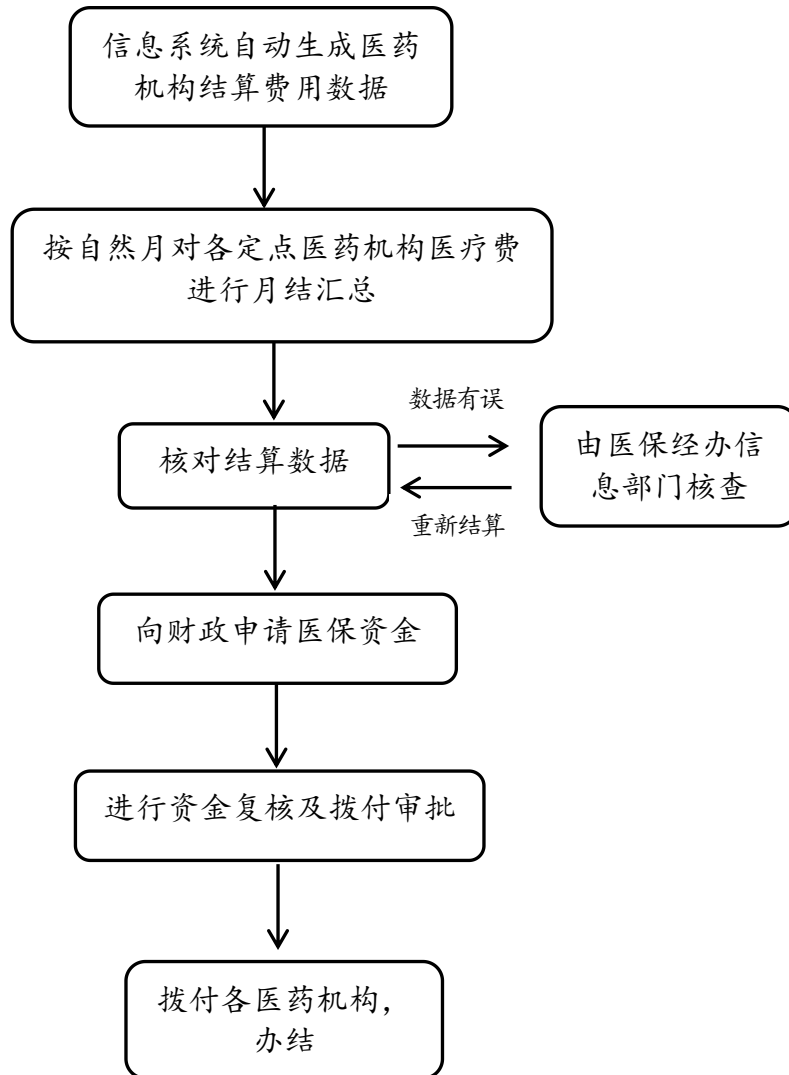 信息系统自动生成医药
机构结算费用数据
按自然月对各定点医药机构医疗费
进行月结汇总
数据有误
核对结算数据
由医保经办信
息部门核查
重新结算
向财政申请医保资金
进行资金复核及拨付审批
拨付各医药机构，
办结